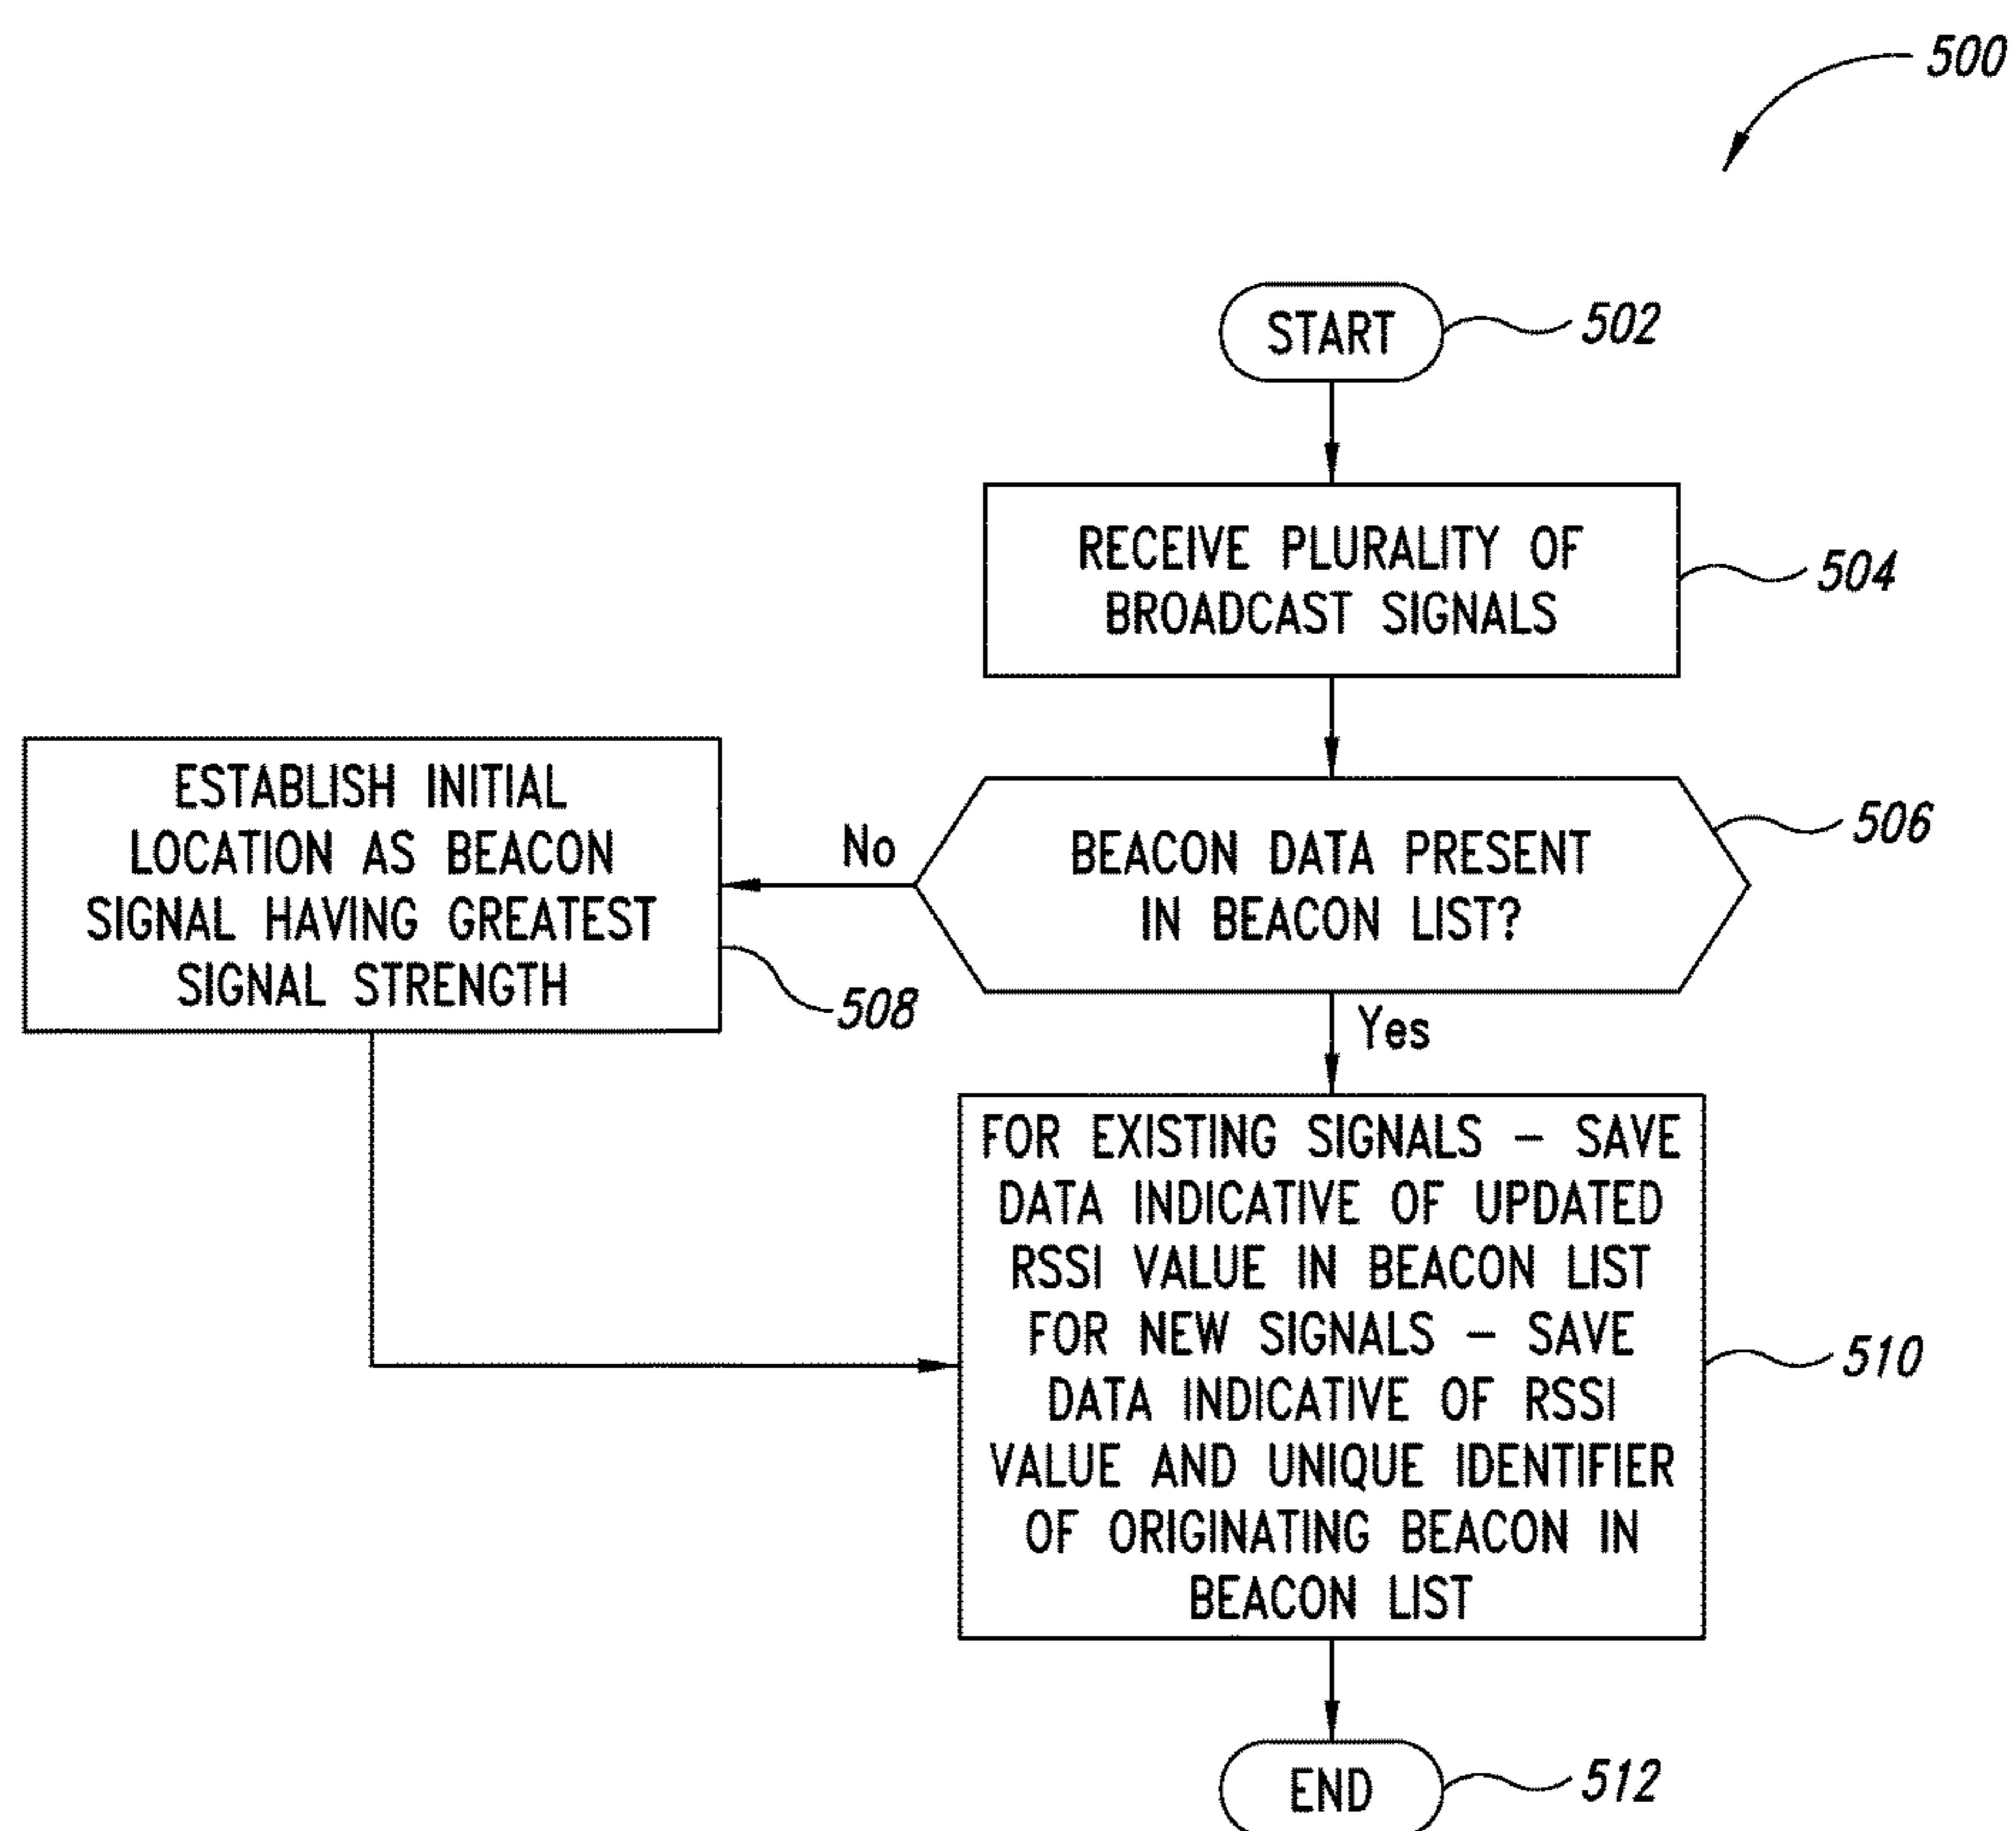 500
START
502
RECEIVE PLURALITY OF
BROADCAST SIGNALS
504
BEACON DATA PRESENT
IN BEACON LIST?
506
No
ESTABLISH INITIAL
LOCATION AS BEACON
SIGNAL HAVING GREATEST
SIGNAL STRENGTH
508
Yes
FOR EXISTING SIGNALS – SAVE
DATA INDICATIVE OF UPDATED
RSSI VALUE IN BEACON LIST
FOR NEW SIGNALS – SAVE
DATA INDICATIVE OF RSSI
VALUE AND UNIQUE IDENTIFIER
OF ORIGINATING BEACON IN
BEACON LIST
510
END
512